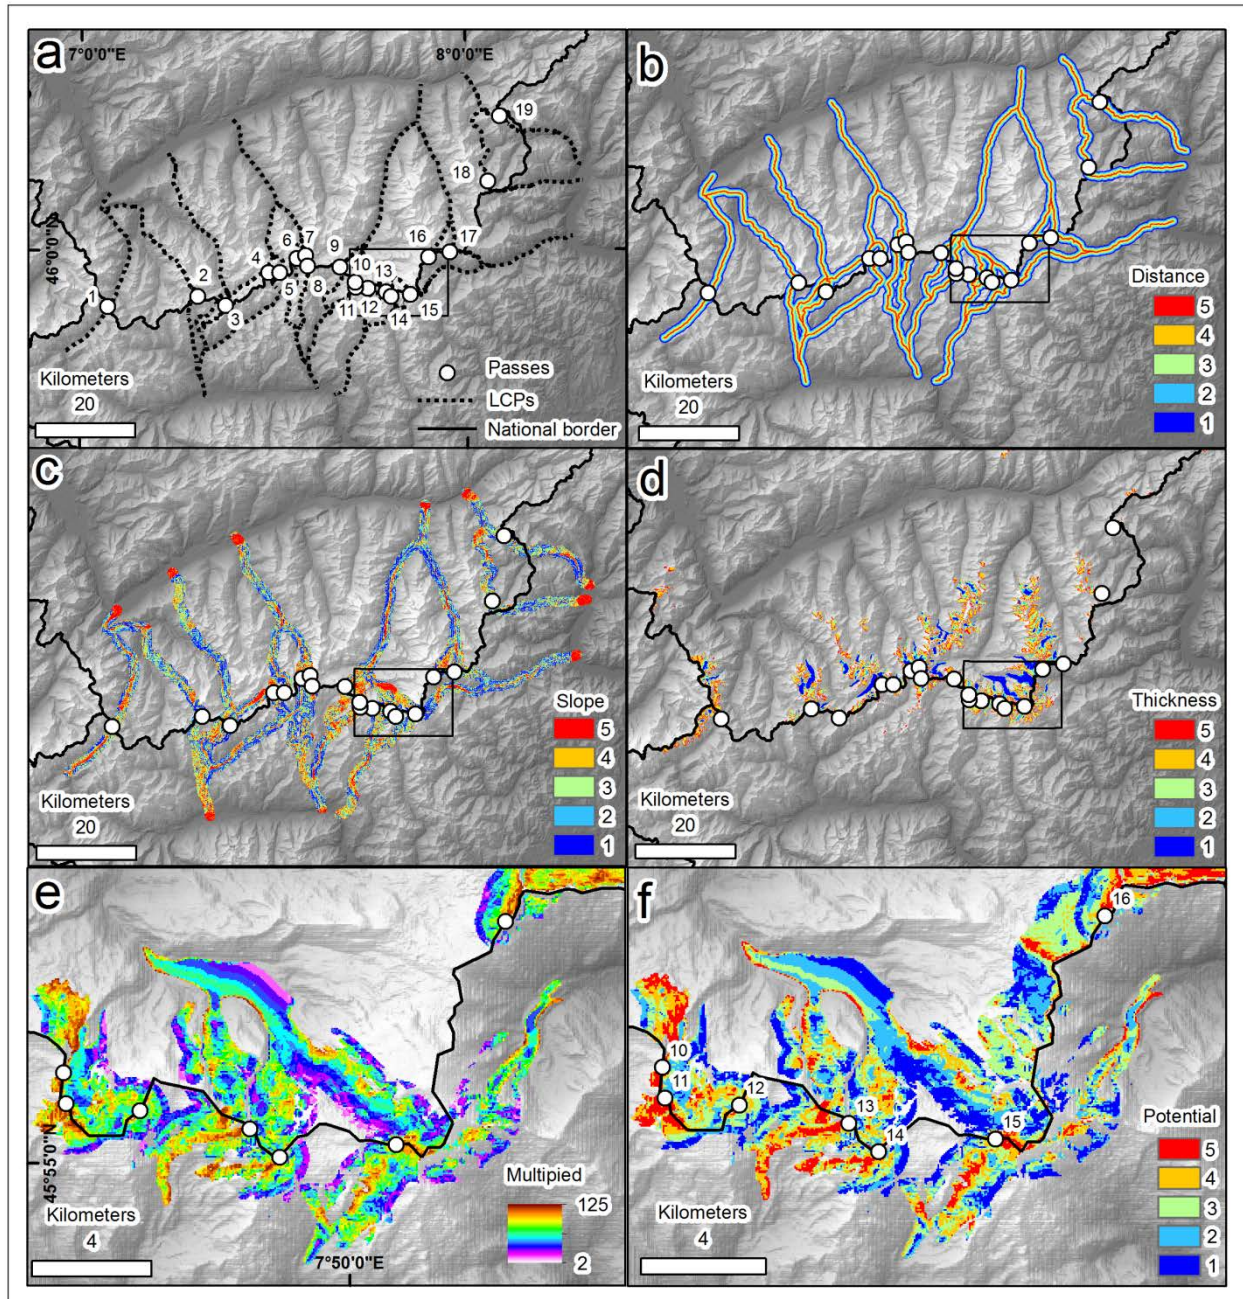 a
7°0'0"E
8°0'0"E
46°0'0"N
19
18
6
7
9
16
17
4
10
2
13
1
5
8
3
11
12
14
15
Passes
LCPs
National border
Kilometers
20
b
Distance
5
4
3
2
1
Kilometers
20
c
Slope
5
4
3
2
1
Kilometers
20
d
Thickness
5
4
3
2
1
Kilometers
20
e
45°55'0"N
7°50'0"E
Kilometers
4
Multipied
125
2
f
16
10
11
12
13
14
15
Potential
5
4
3
2
1
Kilometers
4